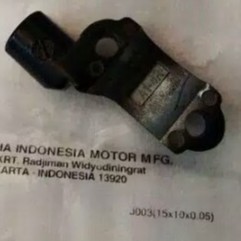 HA INDONESIA MOTOR MFG.
KRT. Radjiman Widyodiningrat
ARTA - INDONESIA 13920
J003(15x10x0.05)